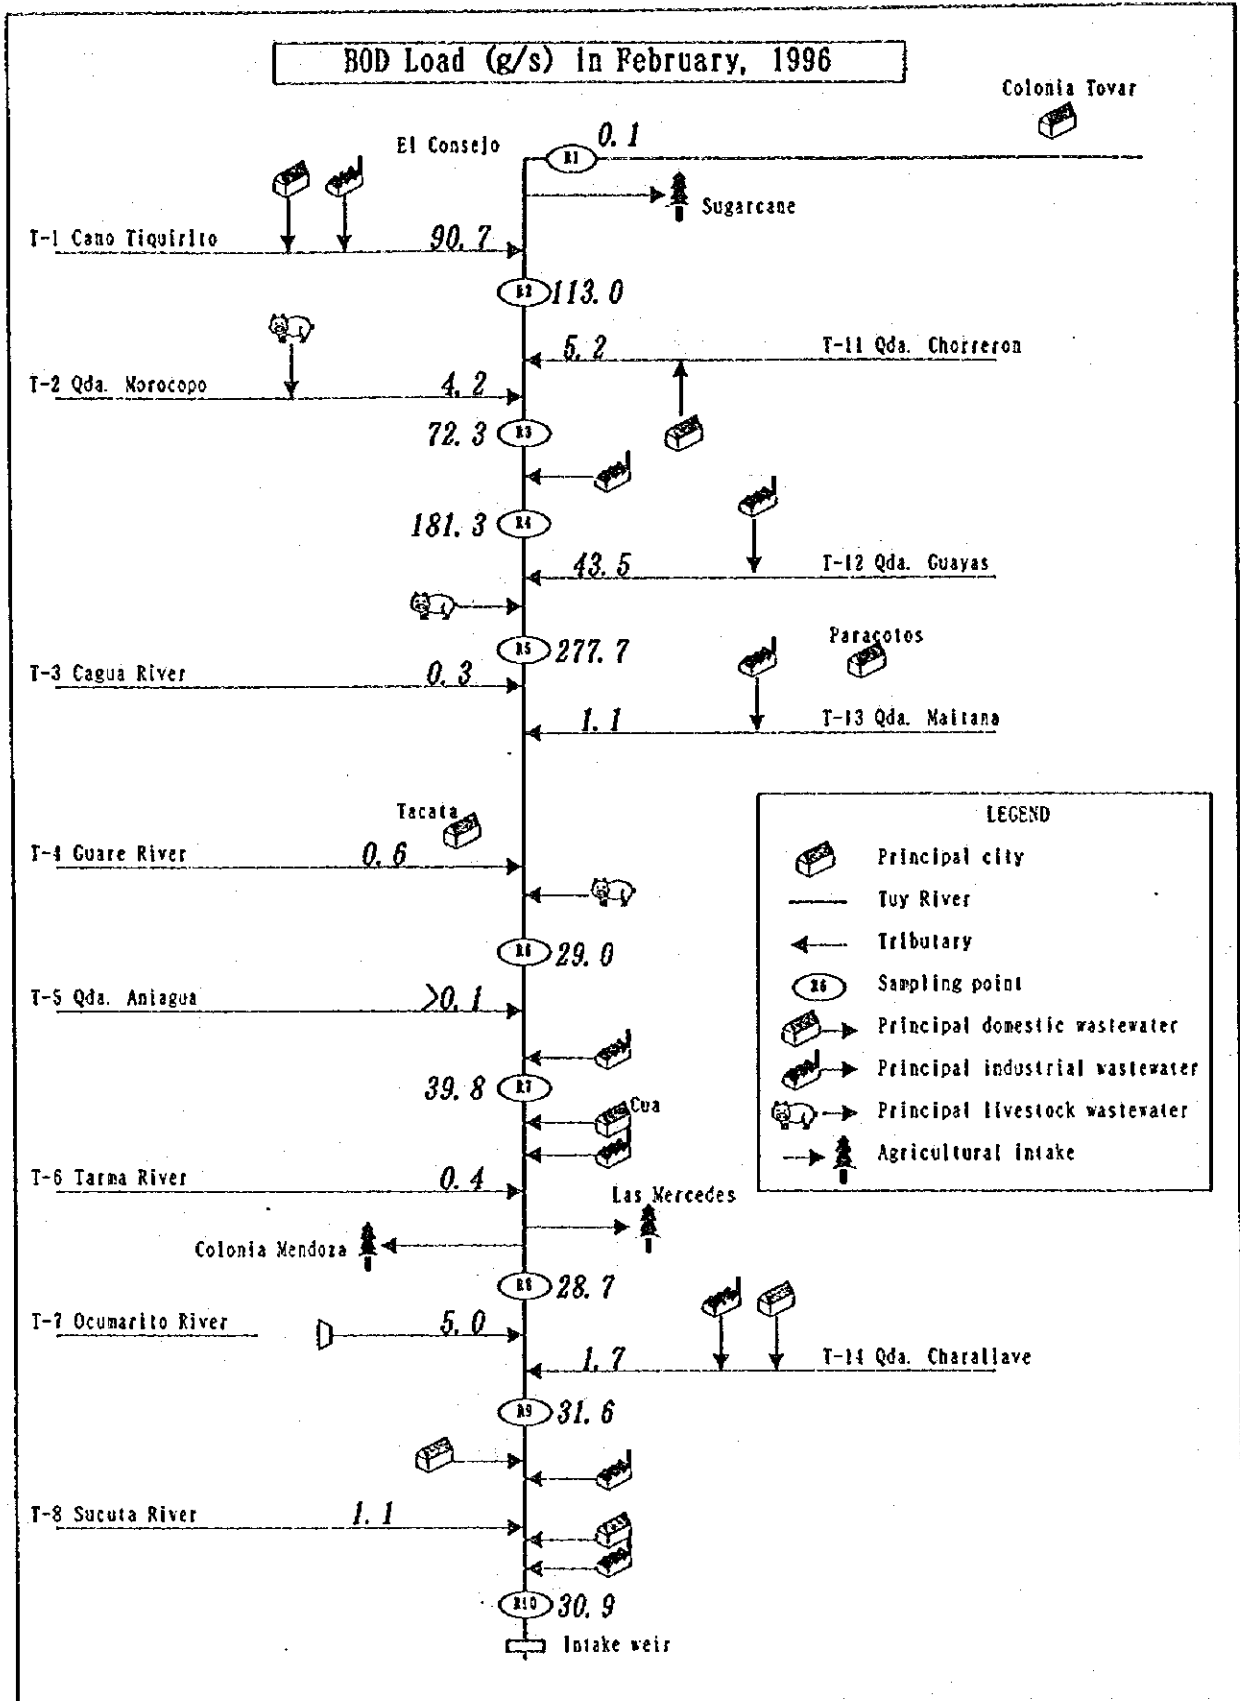 BOD Load (g/s) in February, 1996
Colonia Tovar
El Consejo
R1
0.1
Sugarcane
T-1 Cano Tiquirito
90.7
R2
113.0
5.2
T-11 Qda. Chorreron
T-2 Qda. Morocopo
4.2
72.3
R3
181.3
R4
43.5
T-12 Qda. Guayas
R5
277.7
Paracotos
T-3 Cagua River
0.3
1.1
T-13 Qda. Maitana
Tacata
T-4 Guare River
0.6
R6
29.0
T-5 Qda. Aniagua
>0.1
39.8
R7
Cua
T-6 Tarma River
0.4
Las Mercedes
Colonia Mendoza
R8
28.7
T-7 Ocumarito River
5.0
1.7
T-14 Qda. Charallave
R9
31.6
T-8 Sucuta River
1.1
R10
30.9
Intake weir
LEGEND
Principal city
Tuy River
Tributary
R6
Sampling point
Principal domestic wastewater
Principal industrial wastewater
Principal livestock wastewater
Agricultural intake